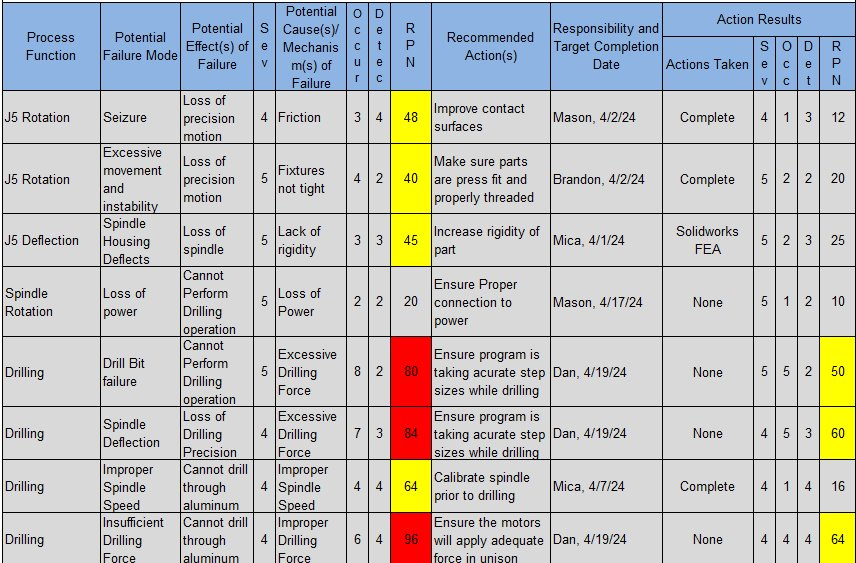 Process Function
Potential Failure Mode
Potential Effect(s) of Failure
Sev
Potential Cause(s)/ Mechanis m(s) of Failure
Occur
Detec
RPN
Recommended Action(s)
Responsibility and Target Completion Date
Action Results
Actions Taken
Sev
Occ
Det
RPN
J5 Rotation
Seizure
Loss of precision motion
4
Friction
3
4
48
Improve contact surfaces
Mason, 4/2/24
Complete
4
1
3
12
J5 Rotation
Excessive movement and instability
Loss of precision motion
5
Fixtures not tight
4
2
40
Make sure parts are press fit and properly threaded
Brandon, 4/2/24
Complete
5
2
2
20
J5 Deflection
Spindle Housing Deflects
Loss of spindle
5
Lack of rigidity
3
3
45
Increase rigidity of part
Mica, 4/1/24
Solidworks FEA
5
2
3
25
Spindle Rotation
Loss of power
Cannot Perform Drilling operation
5
Loss of Power
2
2
20
Ensure Proper connection to power
Mason, 4/17/24
None
5
1
2
10
Drilling
Drill Bit failure
Cannot Perform Drilling operation
5
Excessive Drilling Force
8
2
80
Ensure program is taking acurate step sizes while drilling
Dan, 4/19/24
None
5
5
2
50
Drilling
Spindle Deflection
Loss of Drilling Precision
4
Excessive Drilling Force
7
3
84
Ensure program is taking acurate step sizes while drilling
Dan, 4/19/24
None
4
5
3
60
Drilling
Improper Spindle Speed
Cannot drill through aluminum
4
Improper Spindle Speed
4
4
64
Calibrate spindle prior to drilling
Mica, 4/7/24
Complete
4
1
4
16
Drilling
Insufficient Drilling Force
Cannot drill through aluminum
4
Improper Drilling Force
6
4
96
Ensure the motors will apply adequate force in unison
Dan, 4/19/24
None
4
4
4
64